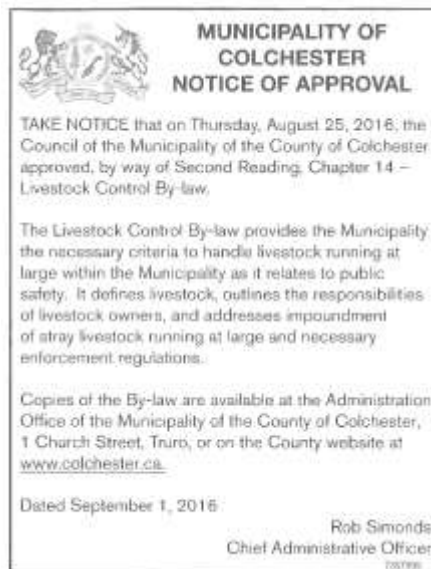 MUNICIPALITY OF
COLCHESTER
NOTICE OF APPROVAL
TAKE NOTICE that on Thursday, August 25, 2016, the
Council of the Municipality of the County of Colchester
approved, by way of Second Reading, Chapter 14 –
Livestock Control By-law.
The Livestock Control By-law provides the Municipality
the necessary criteria to handle livestock running at
large within the Municipality as it relates to public
safety. It defines livestock, outlines the responsibilities
of livestock owners, and addresses impoundment
of stray livestock running at large and necessary
enforcement regulations.
Copies of the By-law are available at the Administration
Office of the Municipality of the County of Colchester,
1 Church Street, Truro, or on the County website at
www.colchester.ca.
Dated September 1, 2016
Rob Simonds
Chief Administrative Officer